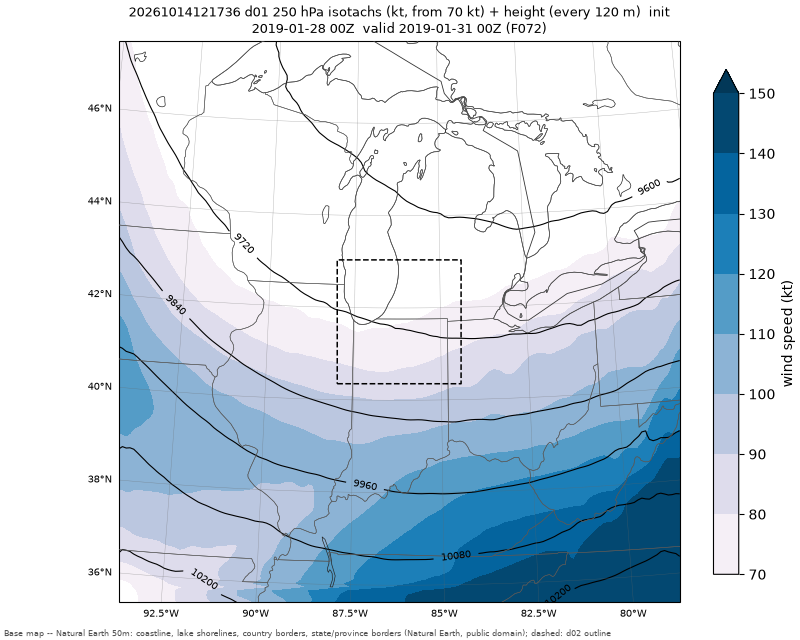 20261014121736 d01 250 hPa isotachs (kt, from 70 kt) + height (every 120 m)  init
2019-01-28 00Z  valid 2019-01-31 00Z (F072)
46°N
44°N
42°N
40°N
38°N
36°N
92.5°W
90°W
87.5°W
85°W
82.5°W
80°W
9600
9720
9840
9960
10080
10200
10200
150
140
130
120
110
100
90
80
70
wind speed (kt)
Base map -- Natural Earth 50m: coastline, lake shorelines, country borders, state/province borders (Natural Earth, public domain); dashed: d02 outline